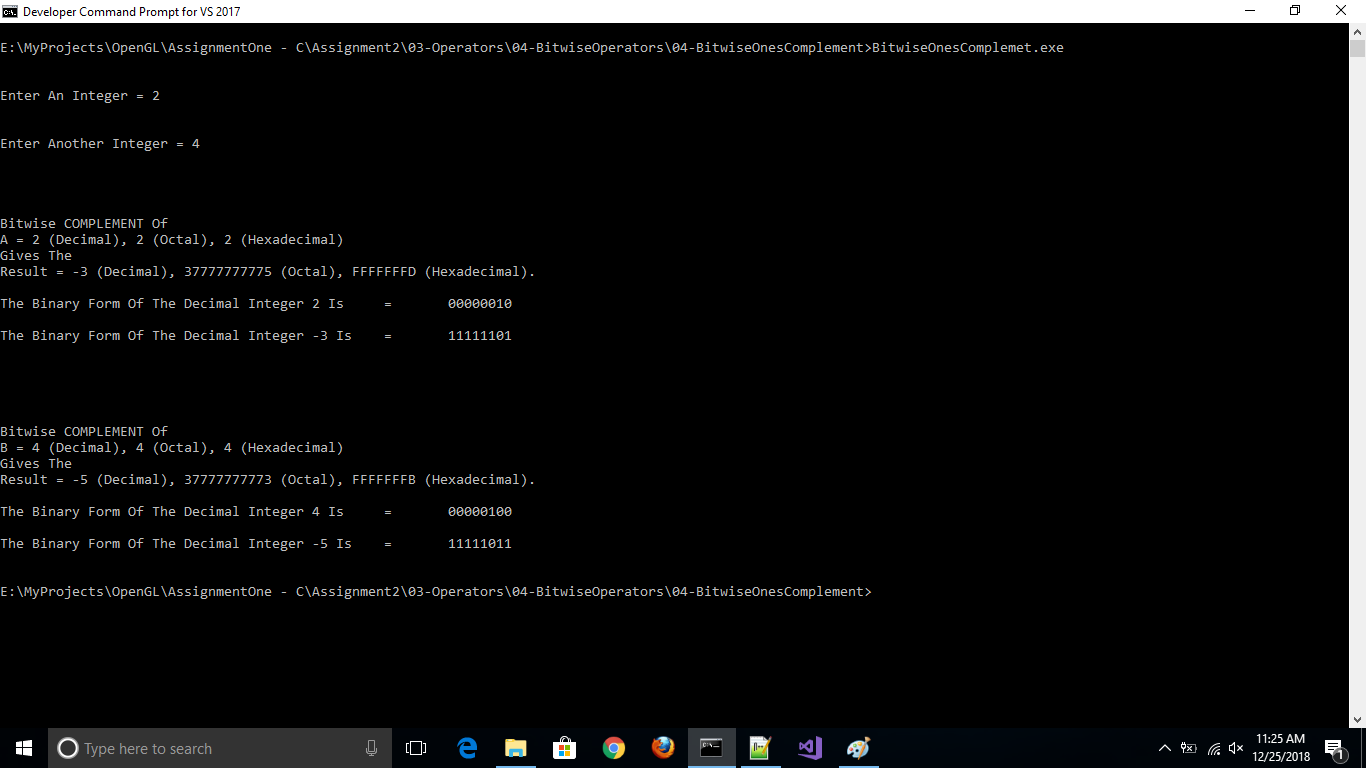 Developer Command Prompt for VS 2017
E:\MyProjects\OpenGL\AssignmentOne - C\Assignment2\03-Operators\04-BitwiseOperators\04-BitwiseOnesComplement>BitwiseOnesComplemet.exe
Enter An Integer = 2
Enter Another Integer = 4
Bitwise COMPLEMENT Of
A = 2 (Decimal), 2 (Octal), 2 (Hexadecimal)
Gives The
Result = -3 (Decimal), 37777777775 (Octal), FFFFFFFD (Hexadecimal).
The Binary Form Of The Decimal Integer 2 Is = 00000010
The Binary Form Of The Decimal Integer -3 Is = 11111101
Bitwise COMPLEMENT Of
B = 4 (Decimal), 4 (Octal), 4 (Hexadecimal)
Gives The
Result = -5 (Decimal), 37777777773 (Octal), FFFFFFFB (Hexadecimal).
The Binary Form Of The Decimal Integer 4 Is = 00000100
The Binary Form Of The Decimal Integer -5 Is = 11111011
E:\MyProjects\OpenGL\AssignmentOne - C\Assignment2\03-Operators\04-BitwiseOperators\04-BitwiseOnesComplement>
Type here to search
11:25 AM
12/25/2018
1